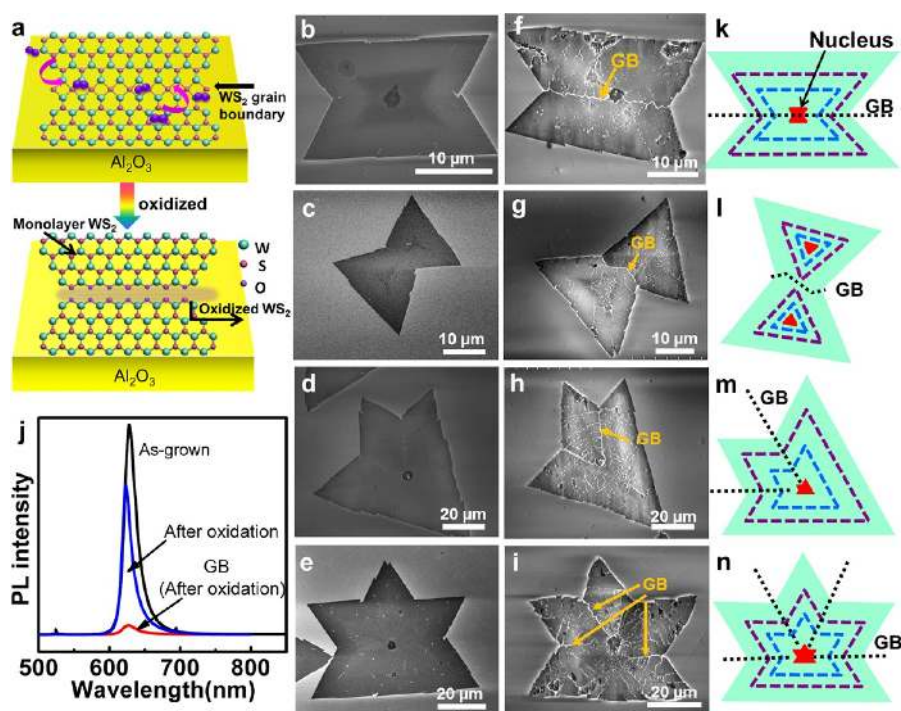 a
WS2 grain
boundary
Al2O3
oxidized
Monolayer WS2
W
S
O
Oxidized WS2
Al2O3
j
PL intensity
As-grown
After oxidation
GB
(After oxidation)
500 600 700 800
Wavelength(nm)
b
10 µm
c
10 µm
d
20 µm
e
20 µm
f
GB
10 µm
g
GB
10 µm
h
GB
20 µm
i
GB
20 µm
k
Nucleus
GB
l
GB
m
GB
n
GB